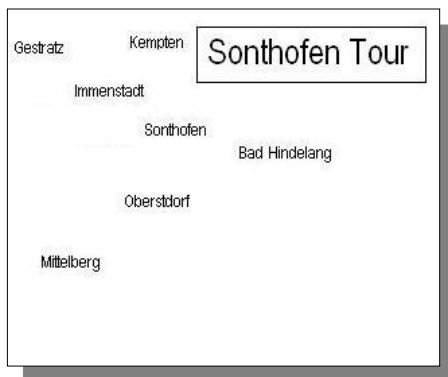 Gestratz
Kempten
Sonthofen Tour
Immenstadt
Sonthofen
Bad Hindelang
Oberstdorf
Mittelberg